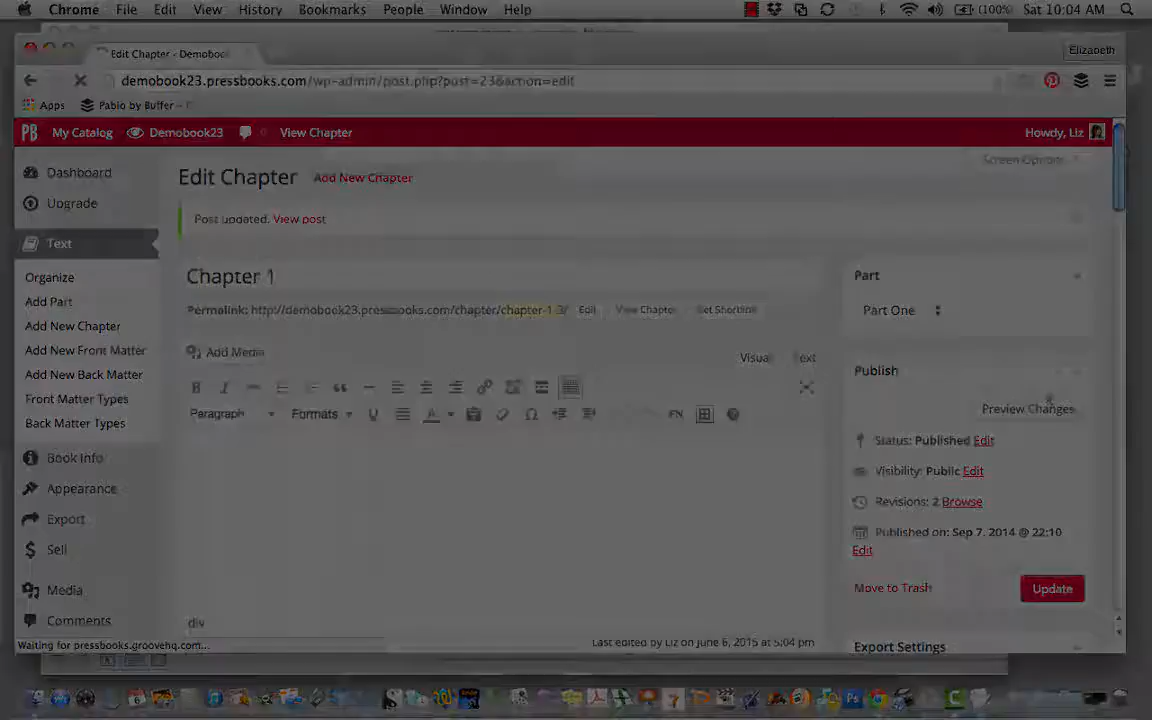 Chrome File Edit View History Bookmarks People Window Help (100%) Sat 10:04 AM
Edit Chapter - Demoboo Elizabeth
demobook23.pressbooks.com/wp-admin/post.php?post=23&action=edit
Apps Pablo by Buffer -
PB My Catalog Demobook23 View Chapter Howdy, Liz
Dashboard
Upgrade
Text
Organize
Add Part
Add New Chapter
Add New Front Matter
Add New Back Matter
Front Matter Types
Back Matter Types
Book Info
Appearance
Export
Sell
Media
Comments
Screen Options
Edit Chapter Add New Chapter
Post updated. View post
Chapter 1
Permalink: http://demobook23.pressbooks.com/chapter/chapter-1-3/ Edit View Chapter Get Shortlink
Add Media Visual Text
B I
Paragraph Formats U A Ω FN
div
Last edited by Liz on June 6, 2015 at 5:04 pm
Part
Part One
Publish
Preview Changes
Status: Published Edit
Visibility: Public Edit
Revisions: 2 Browse
Published on: Sep 7, 2014 @ 22:10
Edit
Move to Trash Update
Export Settings
Waiting for pressbooks.groovehq.com...